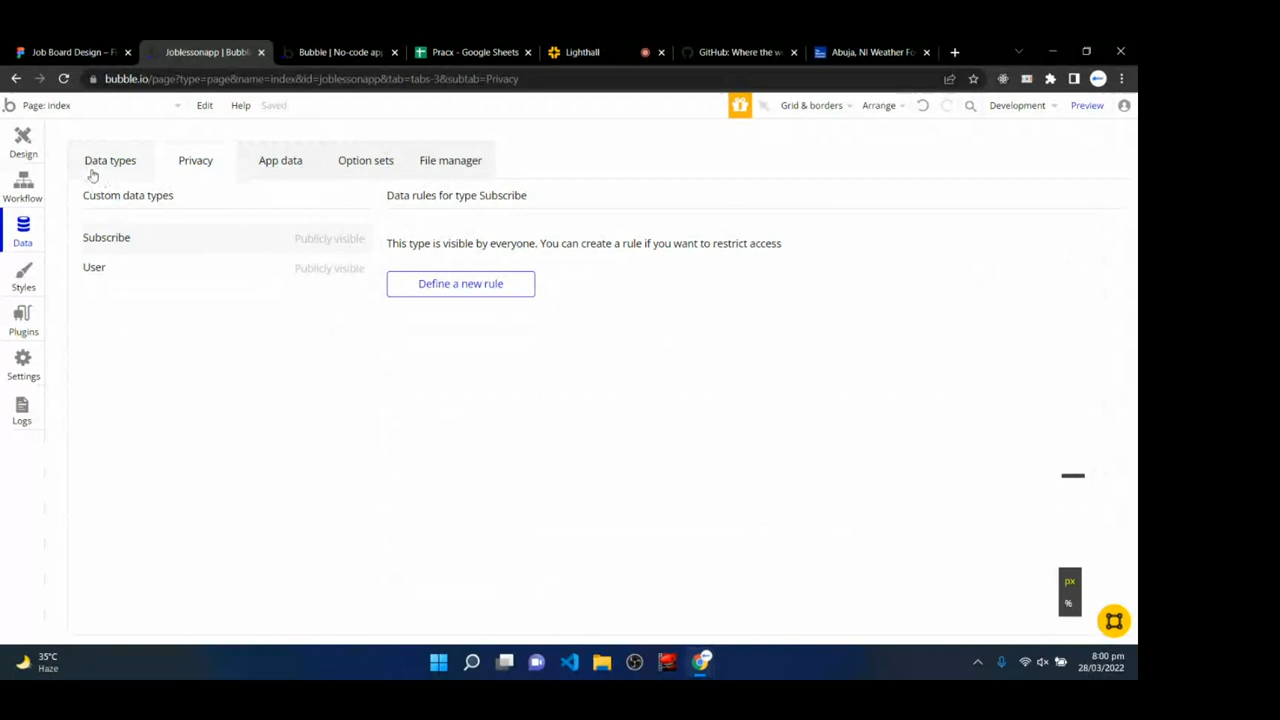 Job Board Design – Fi
Joblessonapp | Bubbl
Bubble | No-code app
Pracx - Google Sheets
Lighthall
GitHub: Where the w
Abuja, NI Weather Fo
bubble.io/page?type=page&name=index&id=joblessonapp&tab=tabs-3&subtab=Privacy
Page: index
Edit
Help
Saved
Grid & borders
Arrange
Development
Preview
Design
Workflow
Data
Styles
Plugins
Settings
Logs
Data types
Privacy
App data
Option sets
File manager
Custom data types
Data rules for type Subscribe
Subscribe
Publicly visible
User
Publicly visible
This type is visible by everyone. You can create a rule if you want to restrict access
Define a new rule
px
%
35°C
Haze
8:00 pm
28/03/2022